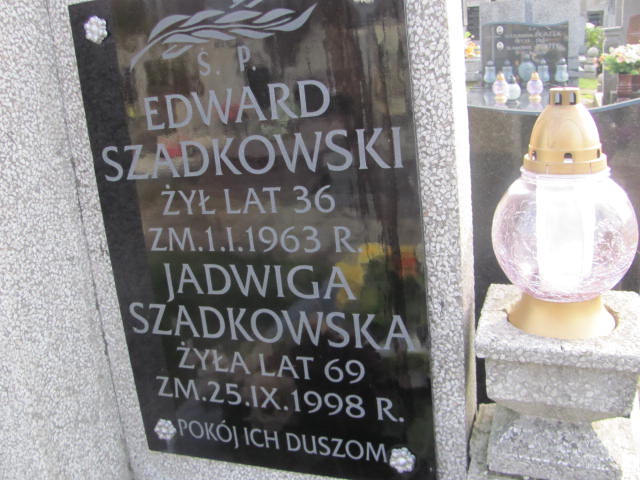 Ś. P.
EDWARD
SZADKOWSKI
ŻYŁ LAT 36
ZM.1.I.1963 R.
JADWIGA
SZADKOWSKA
ŻYŁA LAT 69
ZM.25.IX.1998 R.
POKÓJ ICH DUSZOM